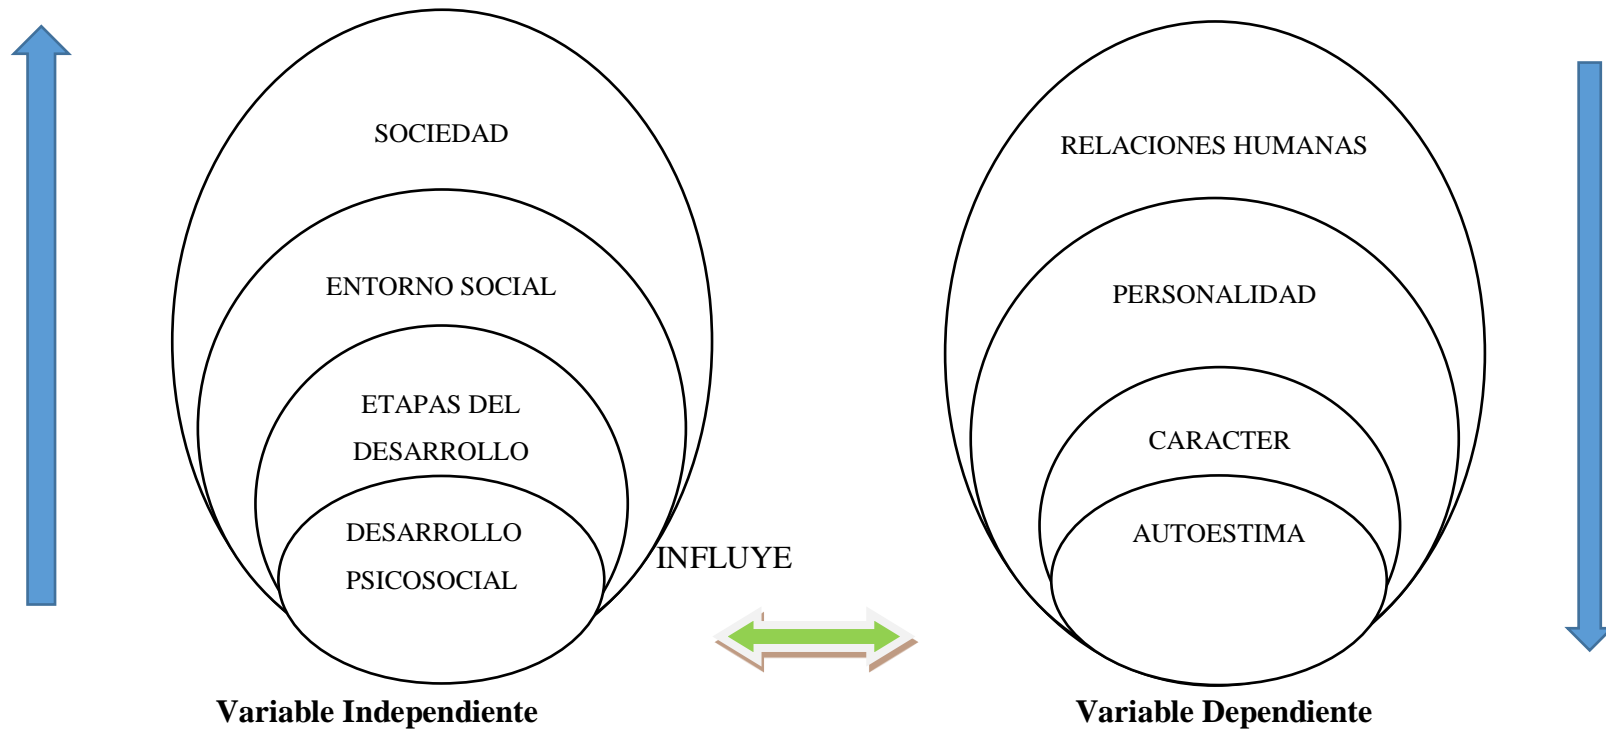 SOCIEDAD
ENTORNO SOCIAL
ETAPAS DEL
DESARROLLO
DESARROLLO
PSICOSOCIAL
Variable Independiente
INFLUYE
RELACIONES HUMANAS
PERSONALIDAD
CARACTER
AUTOESTIMA
Variable Dependiente